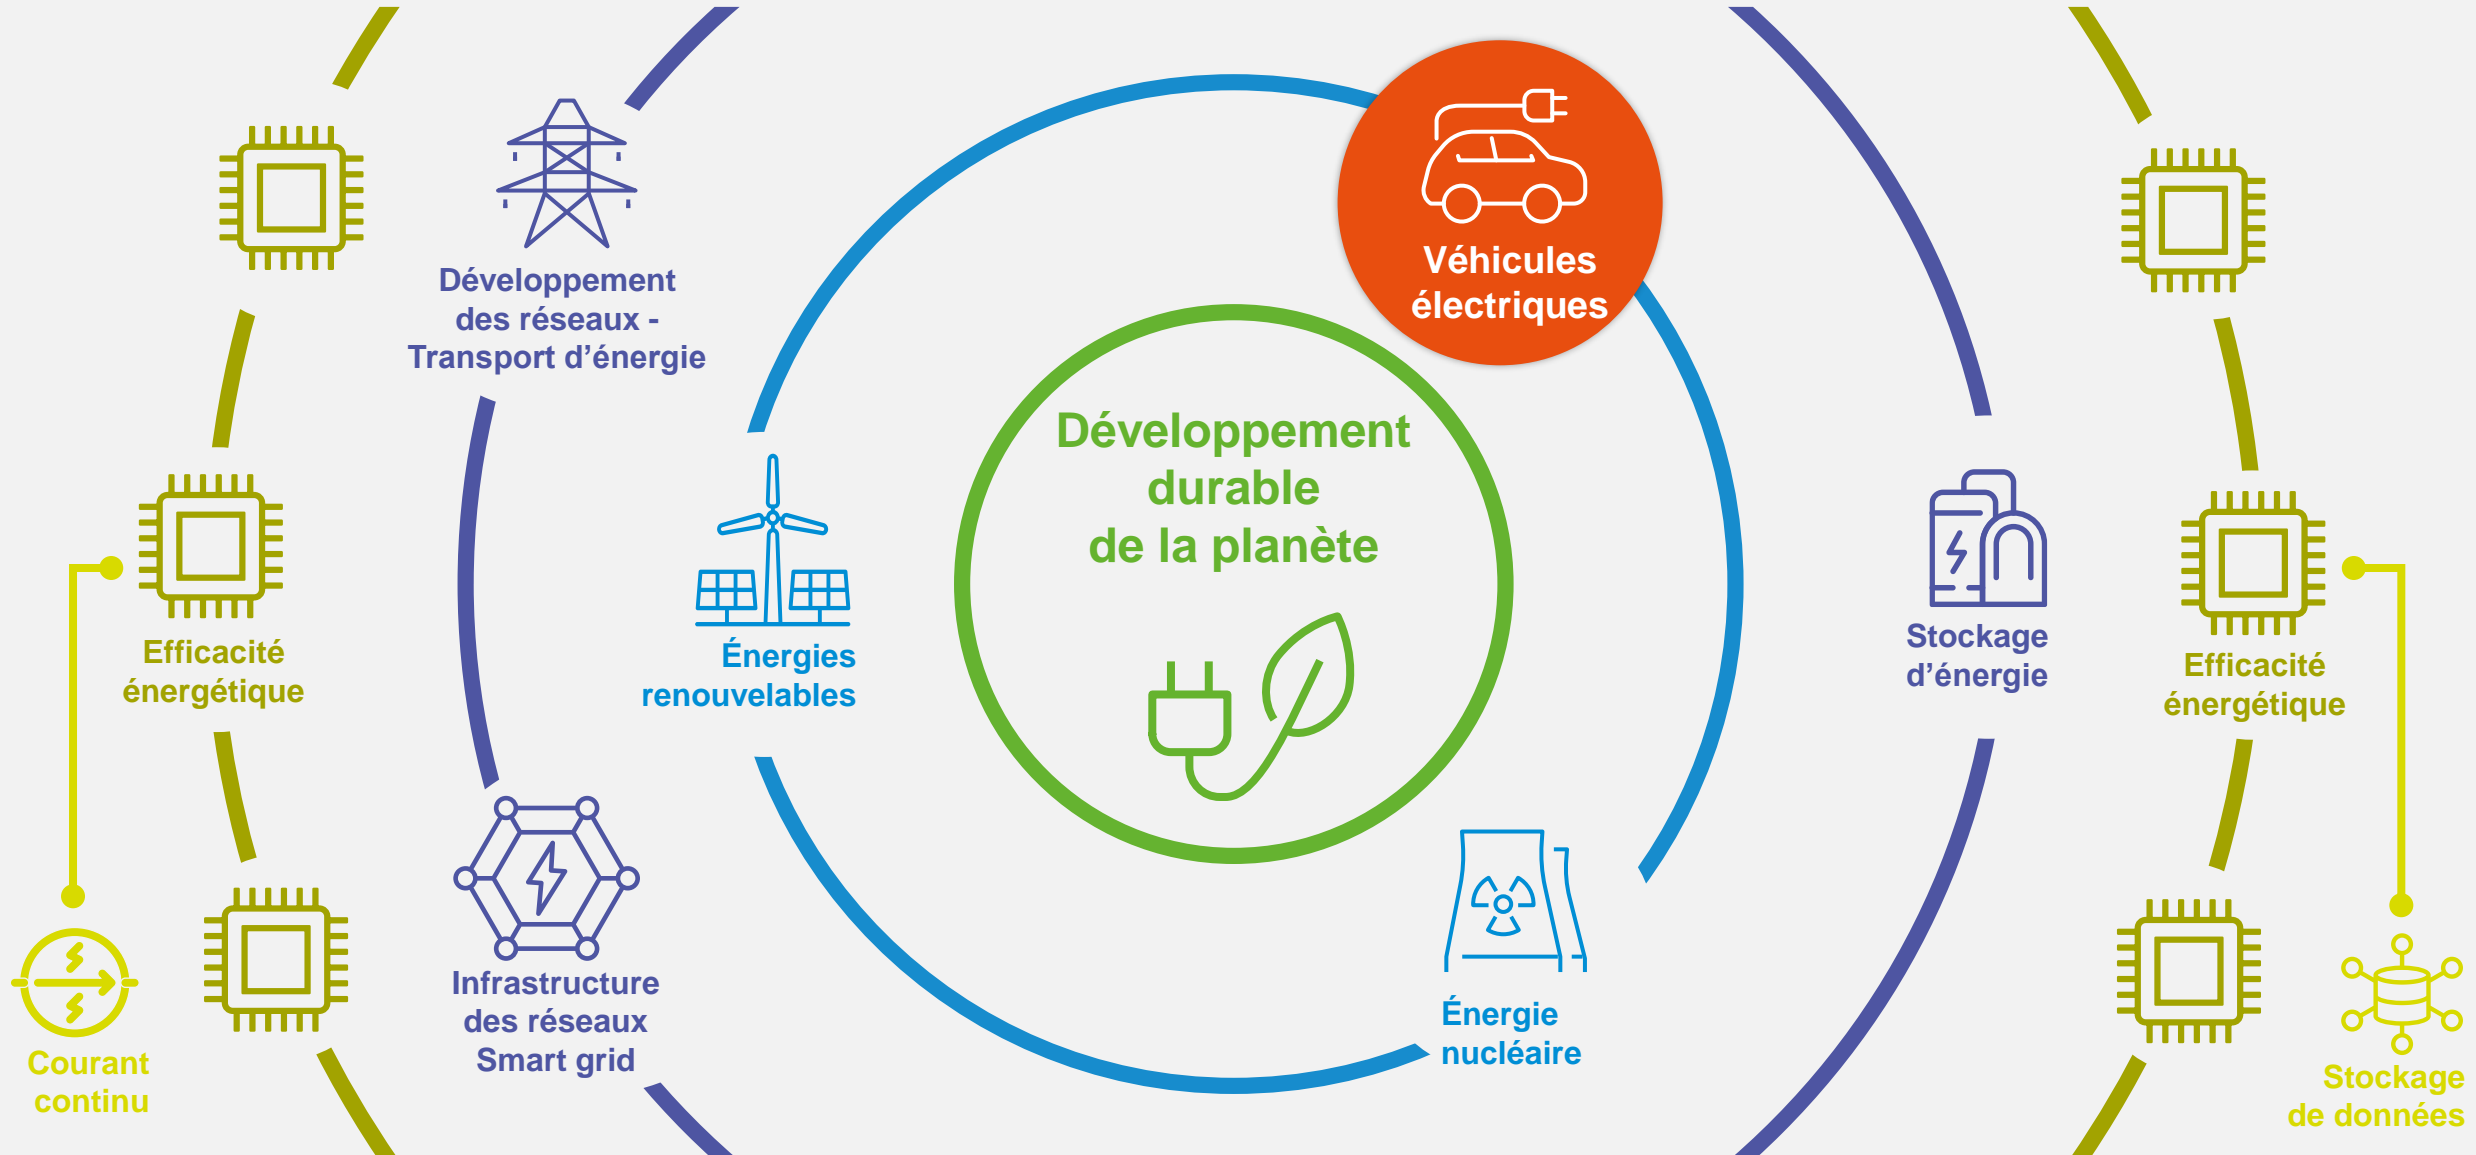 Véhicules
électriques
Développement
des réseaux -
Transport d’énergie
Développement
durable
de la planète
Efficacité
énergétique
Énergies
renouvelables
Stockage
d’énergie
Efficacité
énergétique
Infrastructure
des réseaux
Smart grid
Énergie
nucléaire
Courant
continu
Stockage
de données